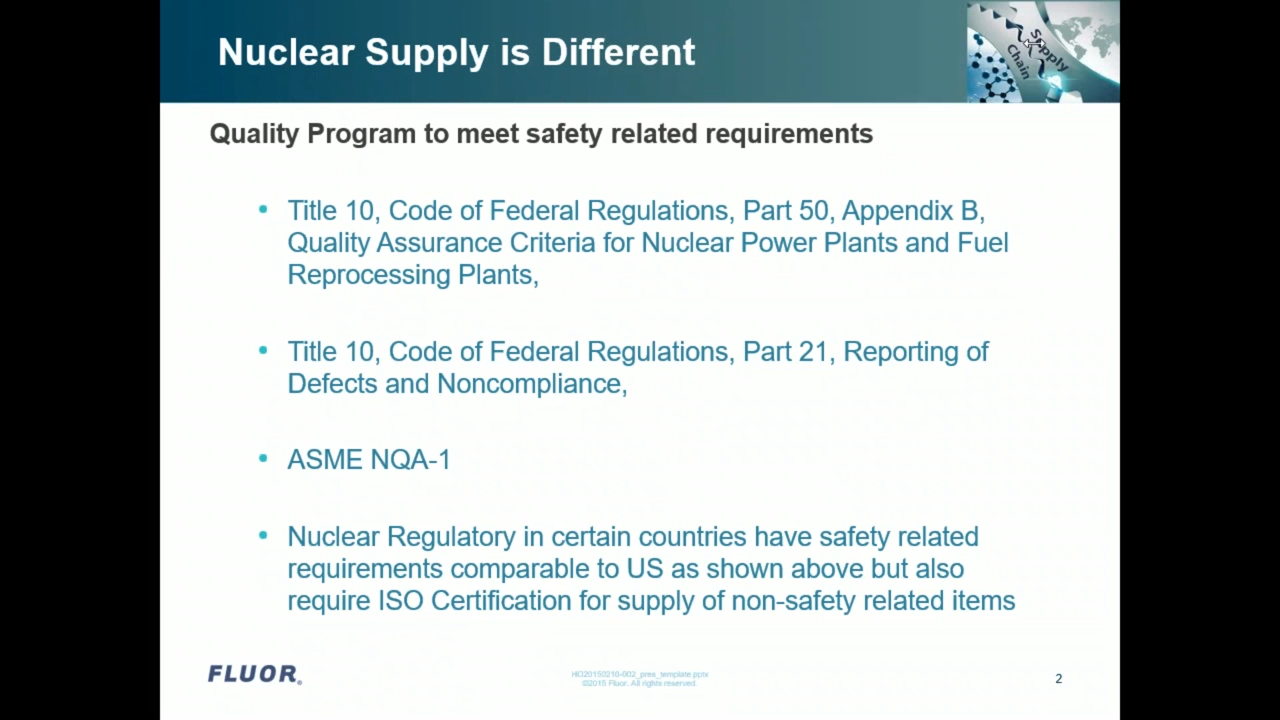 Nuclear Supply is Different
Supply
Chain
Quality Program to meet safety related requirements
• Title 10, Code of Federal Regulations, Part 50, Appendix B,
Quality Assurance Criteria for Nuclear Power Plants and Fuel
Reprocessing Plants,
• Title 10, Code of Federal Regulations, Part 21, Reporting of
Defects and Noncompliance,
• ASME NQA-1
• Nuclear Regulatory in certain countries have safety related
requirements comparable to US as shown above but also
require ISO Certification for supply of non-safety related items
FLUOR®
HO20150210-002_pres_template.pptx
©2015 Fluor. All rights reserved.
2